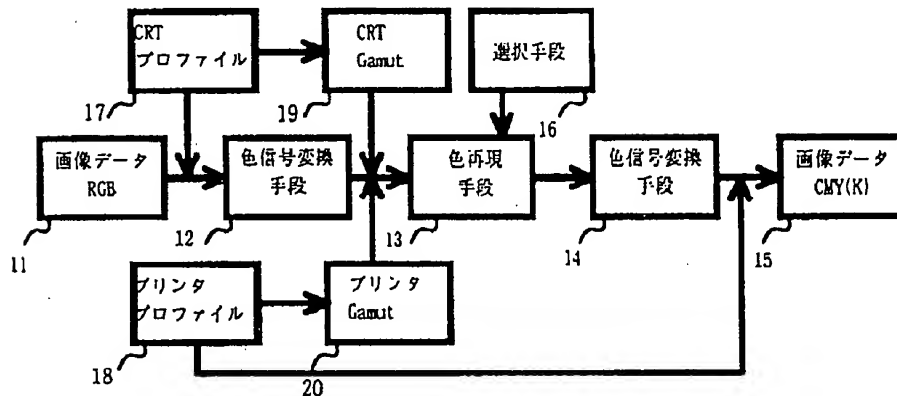 CRT
プロファイル
17
CRT
Gamut
19
選択手段
16
画像データ
RGB
11
色信号変換
手段
12
色再現
手段
13
色信号変換
手段
14
画像データ
CMY(K)
15
プリンタ
プロファイル
18
プリンタ
Gamut
20